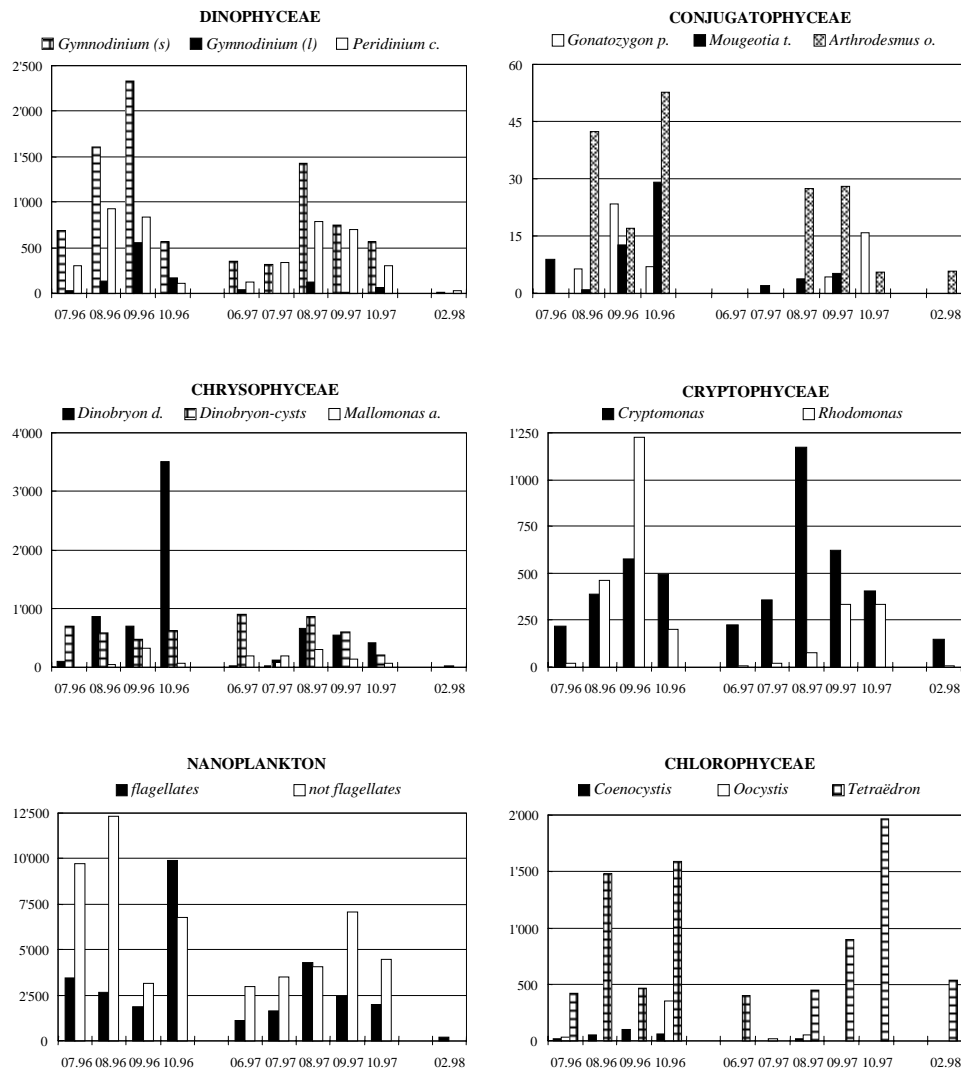 DINOPHYCEAE
Gymnodinium (s) Gymnodinium (l) Peridinium c.
2'500
2'000
1'500
1'000
500
0
07.96 08.96 09.96 10.96 06.97 07.97 08.97 09.97 10.97 02.98
CONJUGATOPHYCEAE
Gonatozygon p. Mougeotia t. Arthrodesmus o.
60
45
30
15
0
07.96 08.96 09.96 10.96 06.97 07.97 08.97 09.97 10.97 02.98
CHRYSOPHYCEAE
Dinobryon d. Dinobryon-cysts Mallomonas a.
4'000
3'000
2'000
1'000
0
07.96 08.96 09.96 10.96 06.97 07.97 08.97 09.97 10.97 02.98
CRYPTOPHYCEAE
Cryptomonas Rhodomonas
1'250
1'000
750
500
250
0
07.96 08.96 09.96 10.96 06.97 07.97 08.97 09.97 10.97 02.98
NANOPLANKTON
flagellates not flagellates
12'500
10'000
7'500
5'000
2'500
0
07.96 08.96 09.96 10.96 06.97 07.97 08.97 09.97 10.97 02.98
CHLOROPHYCEAE
Coenocystis Oocystis Tetraëdron
2'000
1'500
1'000
500
0
07.96 08.96 09.96 10.96 06.97 07.97 08.97 09.97 10.97 02.98